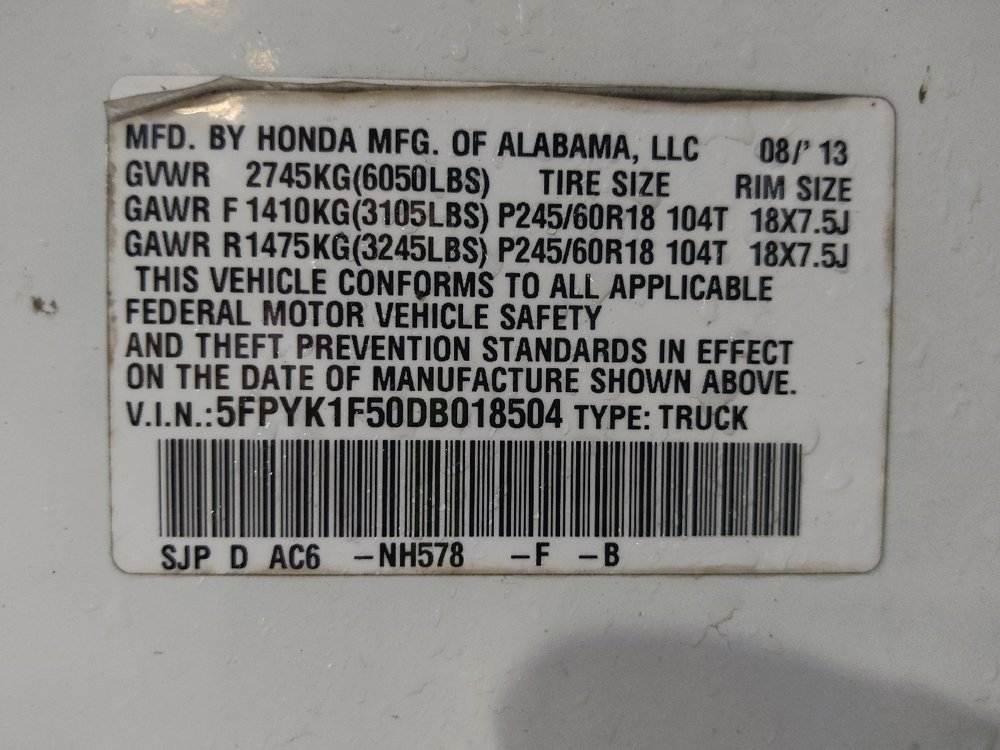 MFD. BY HONDA MFG. OF ALABAMA, LLC 08/' 13
GVWR 2745KG(6050LBS) TIRE SIZE RIM SIZE
GAWR F 1410KG(3105LBS) P245/60R18 104T 18X7.5J
GAWR R1475KG(3245LBS) P245/60R18 104T 18X7.5J
THIS VEHICLE CONFORMS TO ALL APPLICABLE
FEDERAL MOTOR VEHICLE SAFETY
AND THEFT PREVENTION STANDARDS IN EFFECT
ON THE DATE OF MANUFACTURE SHOWN ABOVE.
V.I.N.:5FPYK1F50DB018504 TYPE: TRUCK
SJP D AC6 -NH578 -F -B